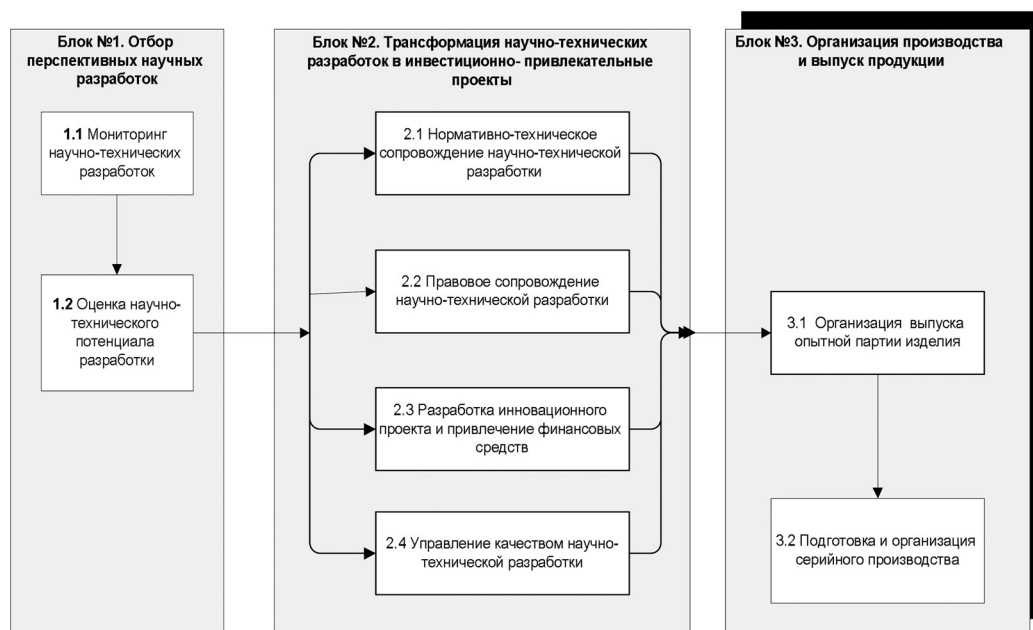 Блок №1. Отбор
перспективных научных
разработок
1.1 Мониторинг
научно-технических
разработок
1.2 Оценка научно-
технического
потенциала
разработки
Блок №2. Трансформация научно-технических
разработок в инвестиционно- привлекательные
проекты
2.1 Нормативно-техническое
сопровождение научно-технической
разработки
2.2 Правовое сопровождение
научно-технической разработки
2.3 Разработка инновационного
проекта и привлечение финансовых
средств
2.4 Управление качеством научно-
технической разработки
Блок №3. Организация производства
и выпуск продукции
3.1 Организация выпуска
опытной партии изделия
3.2 Подготовка и организация
серийного производства